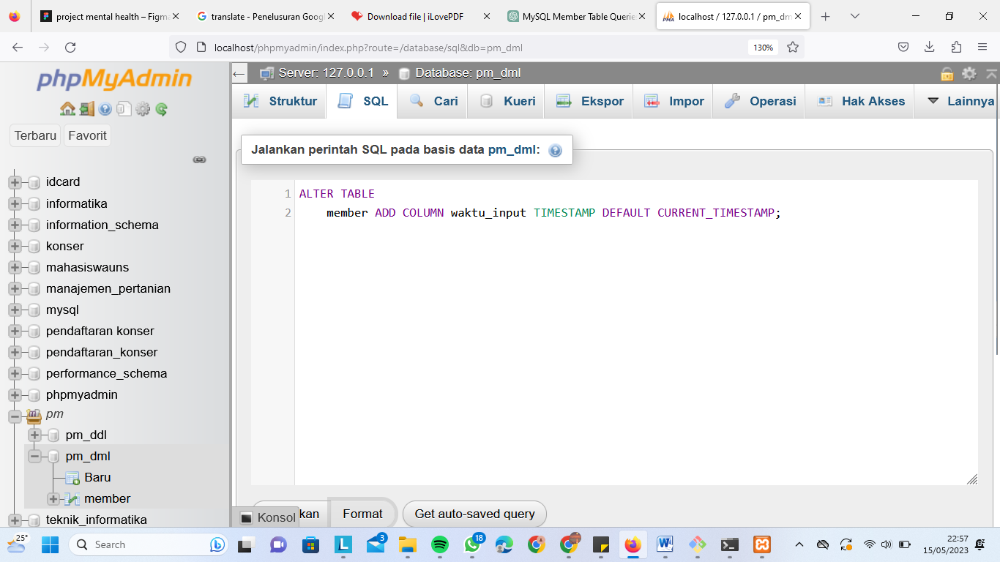 project mental health – Figma
translate - Penelusuran Goog
Download file | iLovePDF
MySQL Member Table Querie
localhost / 127.0.0.1 / pm_dm
localhost/phpmyadmin/index.php?route=/database/sql&db=pm_dml
130%
phpMyAdmin
Terbaru Favorit
idcard
informatika
information_schema
konser
mahasiswauns
manajemen_pertanian
mysql
pendaftaran konser
pendaftaran_konser
performance_schema
phpmyadmin
pm
pm_ddl
pm_dml
Baru
member
teknik_informatika
Server: 127.0.0.1 » Database: pm_dml
Struktur SQL Cari Kueri Ekspor Impor Operasi Hak Akses Lainnya
Jalankan perintah SQL pada basis data pm_dml:
1 ALTER TABLE
2 member ADD COLUMN waktu_input TIMESTAMP DEFAULT CURRENT_TIMESTAMP;
kan Format Get auto-saved query
Konsol
25°
Search
3
18
22:57
15/05/2023